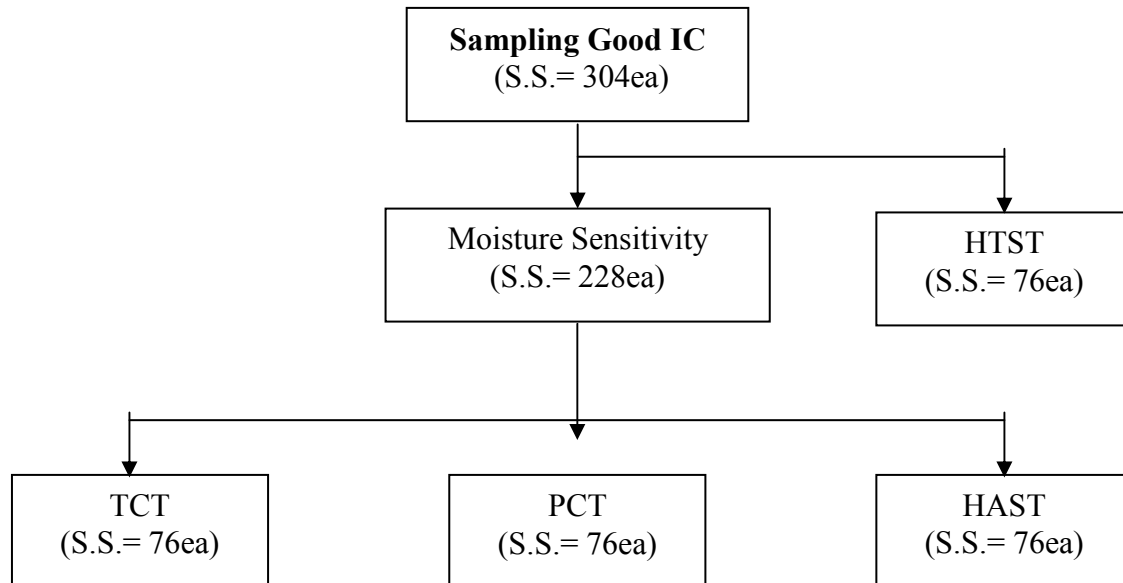 Sampling Good IC
(S.S.= 304ea)
Moisture Sensitivity
(S.S.= 228ea)
HTST
(S.S.= 76ea)
TCT
(S.S.= 76ea)
PCT
(S.S.= 76ea)
HAST
(S.S.= 76ea)